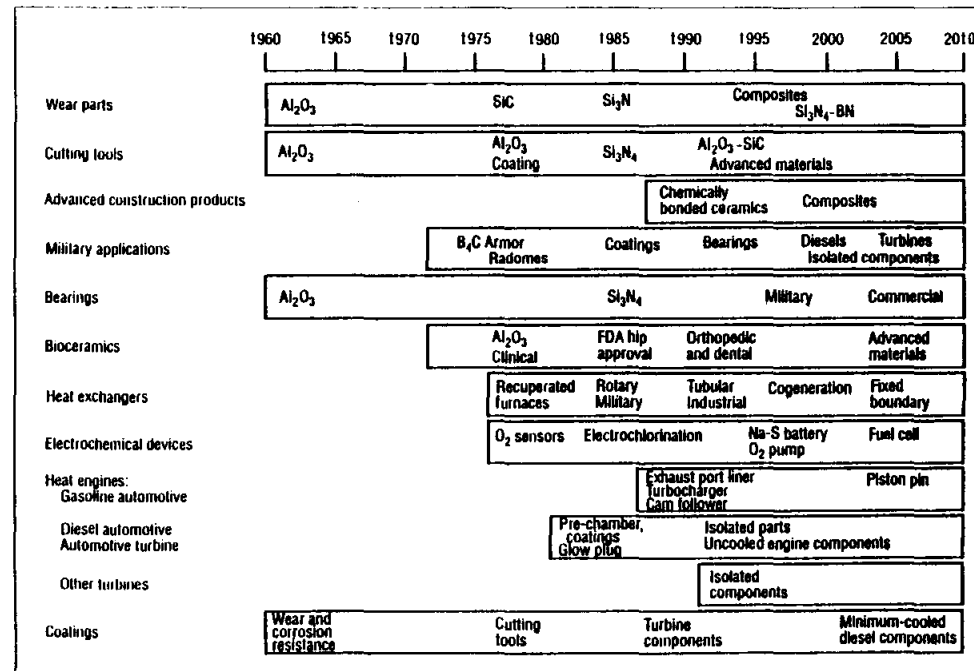 1960 1965 1970 1975 1980 1985 1990 1995 2000 2005 2010
Wear parts Al₂O₃ SiC Si₃N Composites
Si₃N₄-BN
Cutting tools Al₂O₃ Al₂O₃ Si₃N₄ Al₂O₃-SiC
Coating Advanced materials
Advanced construction products Chemically Composites
bonded ceramics
Military applications B₄C Armor Coatings Bearings Diesels Turbines
Radomes Isolated components
Bearings Al₂O₃ Si₃N₄ Military Commercial
Bioceramics Al₂O₃ FDA hip Orthopedic Advanced
Clinical approval and dental materials
Heat exchangers Recuperated Rotary Tubular Cogeneration Fixed
furnaces Military Industrial boundary
Electrochemical devices O₂ sensors Electrochlorination Na-S battery Fuel cell
O₂ pump
Heat engines: Exhaust port liner Piston pin
Gasoline automotive Turbocharger
Cam follower
Diesel automotive Pre-chamber, Isolated parts
Automotive turbine coatings Uncooled engine components
Glow plug
Other turbines Isolated
components
Coatings Wear and Cutting Turbine Minimum-cooled
corrosion tools components diesel components
resistance